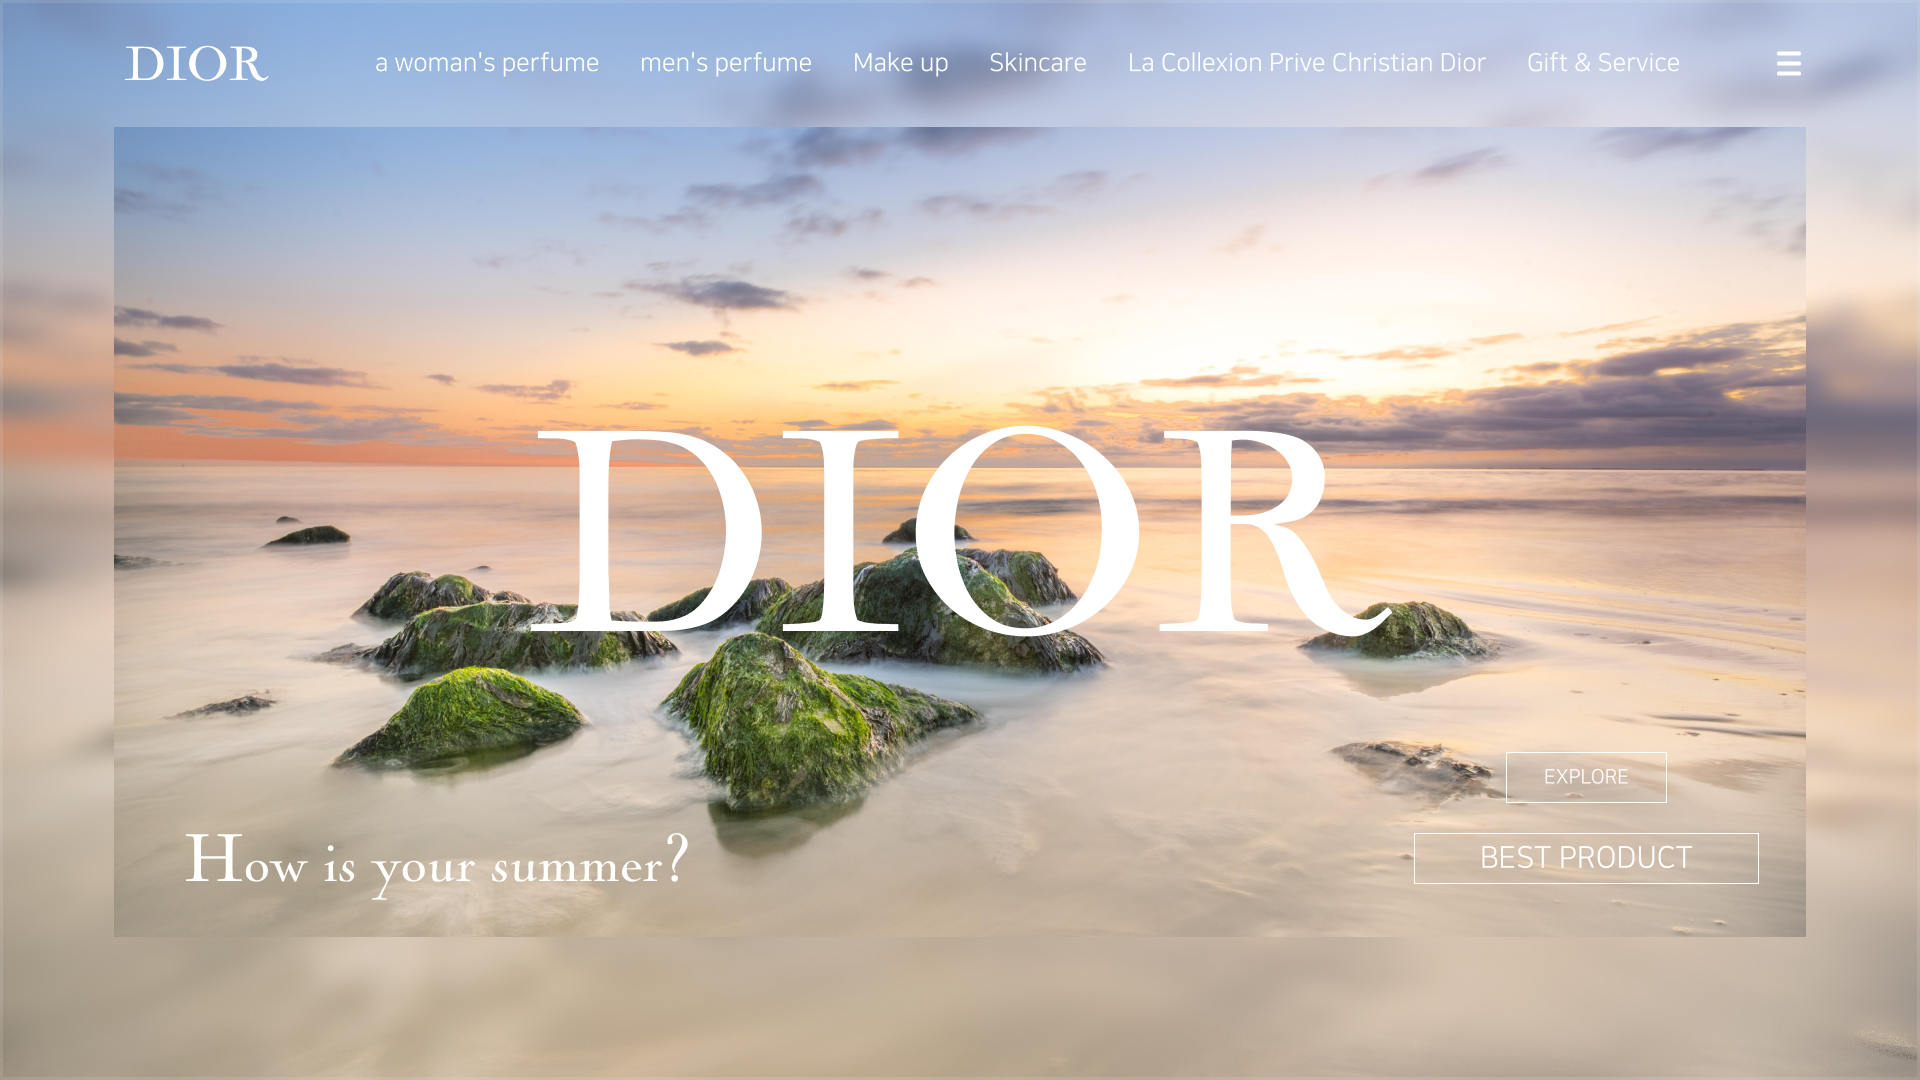 DIOR
a woman's perfume men's perfume Make up Skincare La Collexion Prive Christian Dior Gift & Service
DIOR
EXPLORE
How is your summer?
BEST PRODUCT